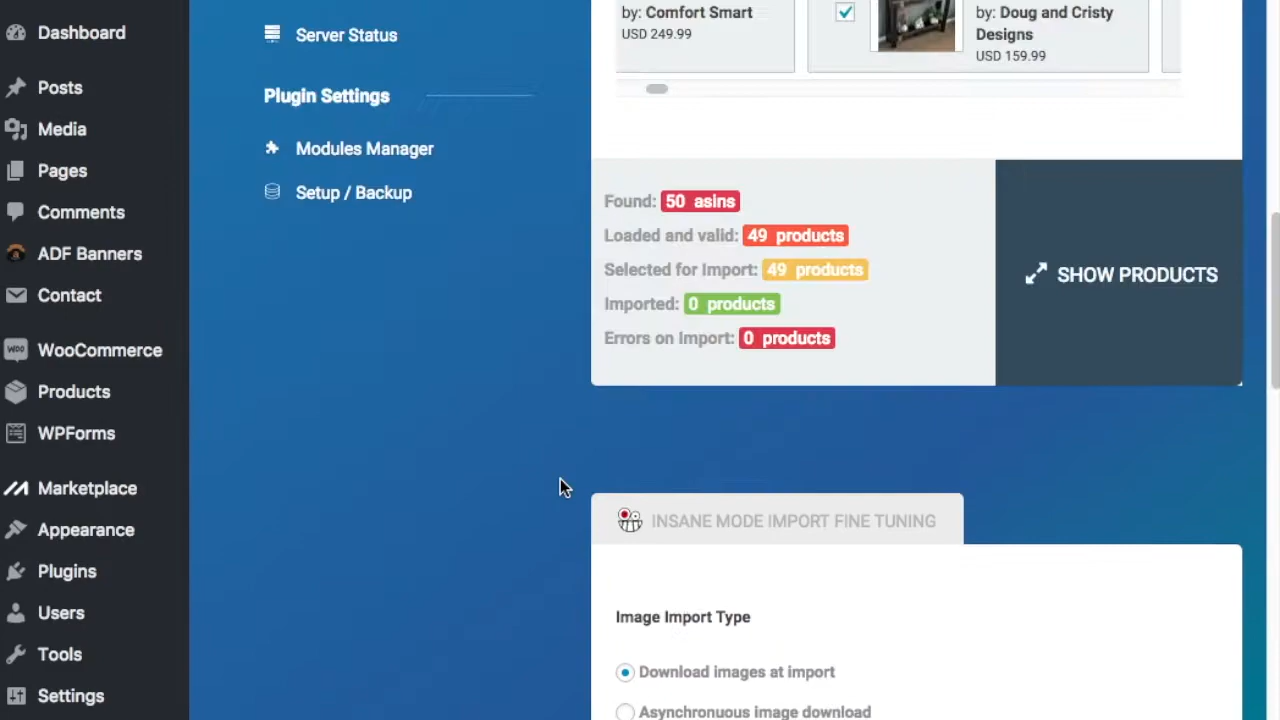 Dashboard
Posts
Media
Pages
Comments
ADF Banners
Contact
WOO WooCommerce
Products
WPForms
Marketplace
Appearance
Plugins
Users
Tools
Settings
Server Status
Plugin Settings
Modules Manager
Setup / Backup
by: Comfort Smart
USD 249.99
by: Doug and Cristy
Designs
USD 159.99
Found: 50 asins
Loaded and valid: 49 products
Selected for Import: 49 products
Imported: 0 products
Errors on Import: 0 products
SHOW PRODUCTS
INSANE MODE IMPORT FINE TUNING
Image Import Type
Download images at import
Asynchronuous image download